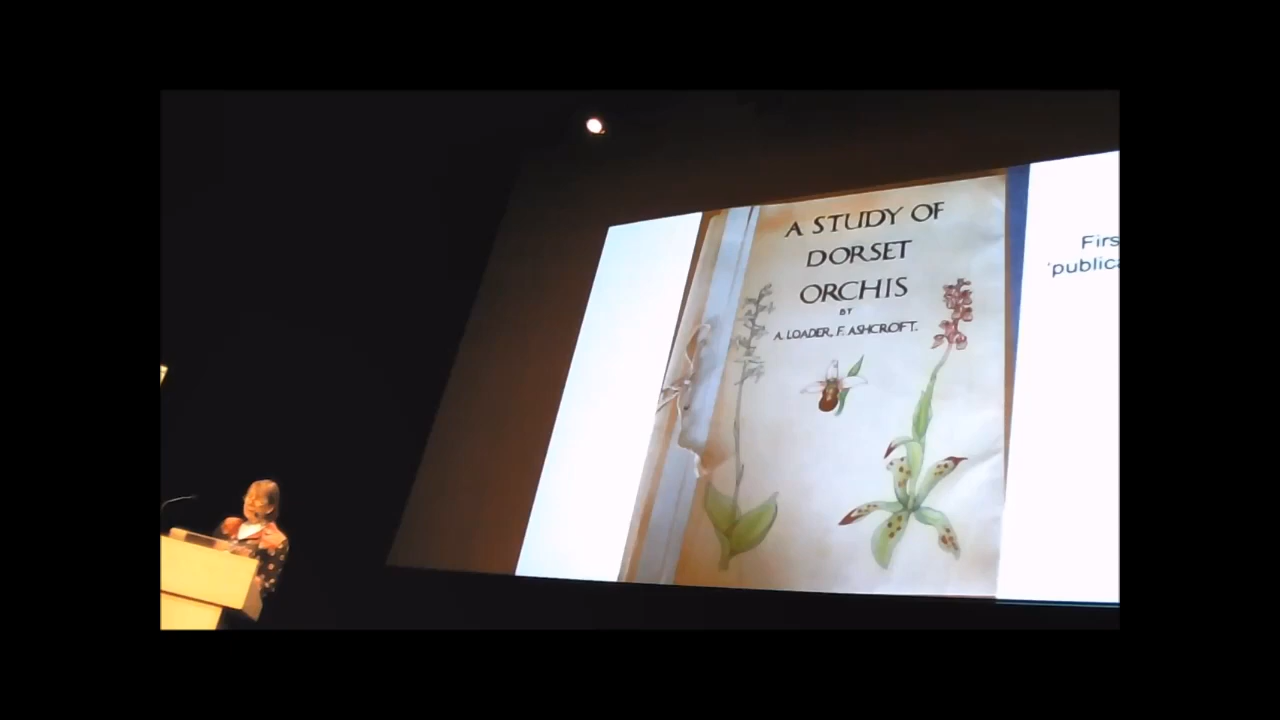 A STUDY OF
DORSET
ORCHIS
BY
A. LOADER, F. ASHCROFT.
Firs
'publica